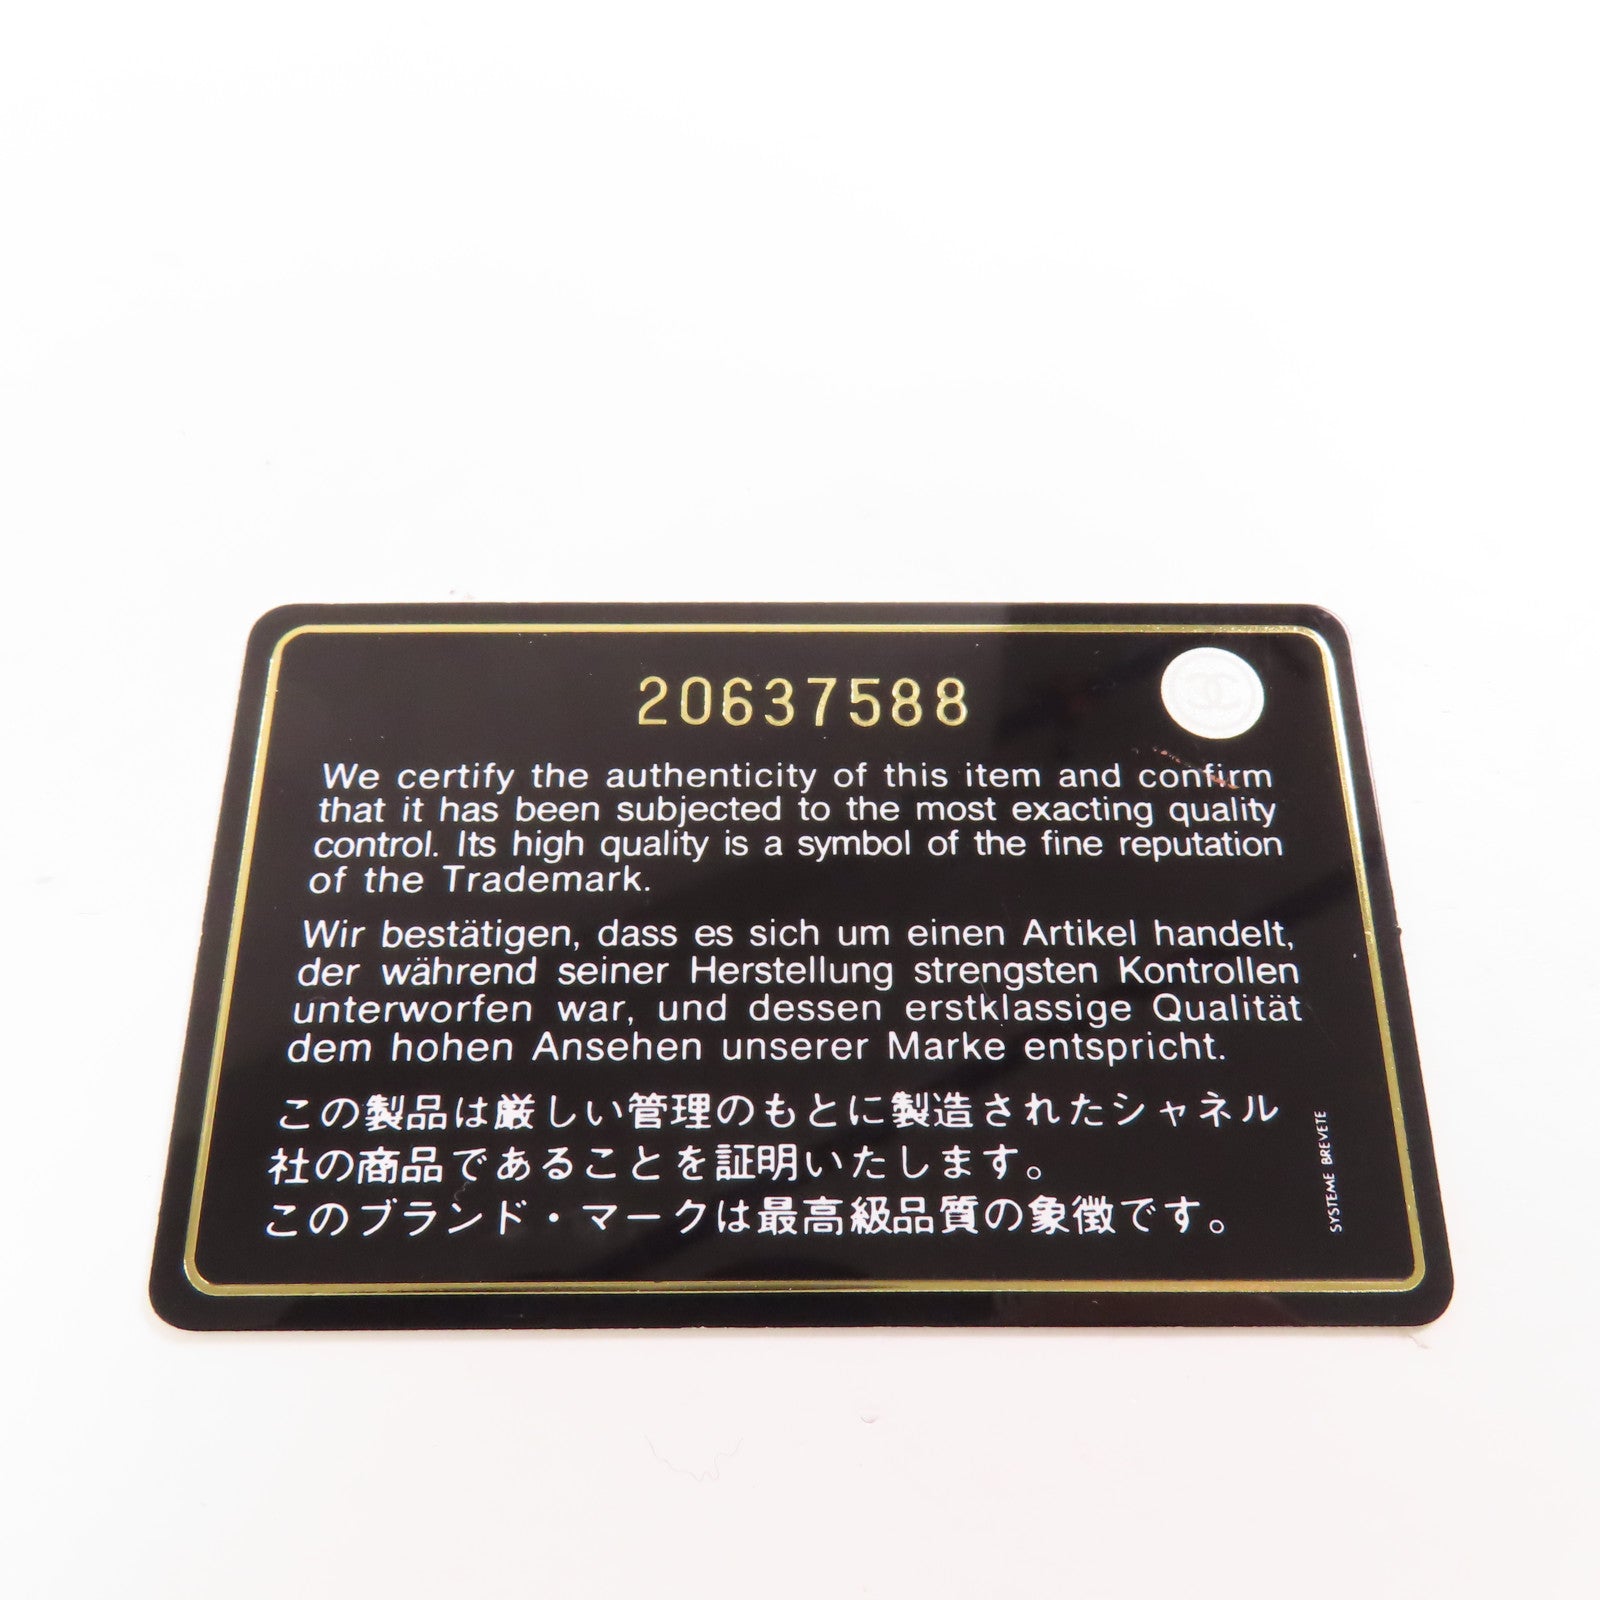 20637588
We certify the authenticity of this item and confirm
that it has been subjected to the most exacting quality
control. Its high quality is a symbol of the fine reputation
of the Trademark.
Wir bestätigen, dass es sich um einen Artikel handelt,
der während seiner Herstellung strengsten Kontrollen
unterworfen war, und dessen erstklassige Qualität
dem hohen Ansehen unserer Marke entspricht.
この製品は厳しい管理のもとに製造されたシャネル
社の商品であることを証明いたします。
このブランド・マークは最高級品質の象徴です。
SYSTEME BREVETE